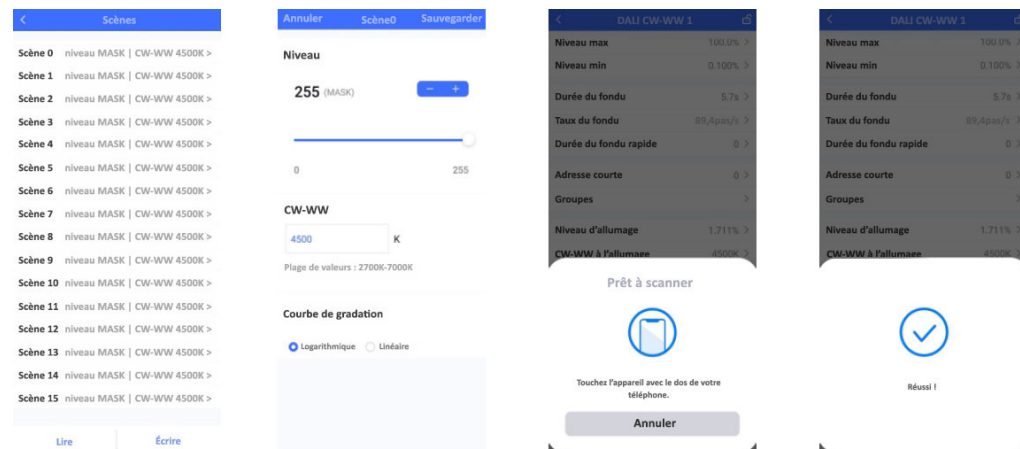 Scènes
Scène 0 niveau MASK | CW-WW 4500K >
Scène 1 niveau MASK | CW-WW 4500K >
Scène 2 niveau MASK | CW-WW 4500K >
Scène 3 niveau MASK | CW-WW 4500K >
Scène 4 niveau MASK | CW-WW 4500K >
Scène 5 niveau MASK | CW-WW 4500K >
Scène 6 niveau MASK | CW-WW 4500K >
Scène 7 niveau MASK | CW-WW 4500K >
Scène 8 niveau MASK | CW-WW 4500K >
Scène 9 niveau MASK | CW-WW 4500K >
Scène 10 niveau MASK | CW-WW 4500K >
Scène 11 niveau MASK | CW-WW 4500K >
Scène 12 niveau MASK | CW-WW 4500K >
Scène 13 niveau MASK | CW-WW 4500K >
Scène 14 niveau MASK | CW-WW 4500K >
Scène 15 niveau MASK | CW-WW 4500K >
Lire Écrire
Annuler Scène0 Sauvegarder
Niveau
255 (MASK) − +
0 255
CW-WW
4500 K
Plage de valeurs : 2700K-7000K
Courbe de gradation
Logarithmique Linéaire
DALI CW-WW 1
Niveau max 100.0% >
Niveau min 0.100% >
Durée du fondu 5.7s >
Taux du fondu 89,4pas/s >
Durée du fondu rapide 0 >
Adresse courte 0 >
Groupes >
Niveau d'allumage 1.711% >
CW-WW à l'allumage 4500K >
Prêt à scanner
Touchez l'appareil avec le dos de votre
téléphone.
Annuler
DALI CW-WW 1
Niveau max 100.0% >
Niveau min 0.100% >
Durée du fondu 5.7s >
Taux du fondu 89,4pas/s >
Durée du fondu rapide 0 >
Adresse courte 0 >
Groupes >
Niveau d'allumage 1.711% >
CW-WW à l'allumage 4500K >
Réussi !